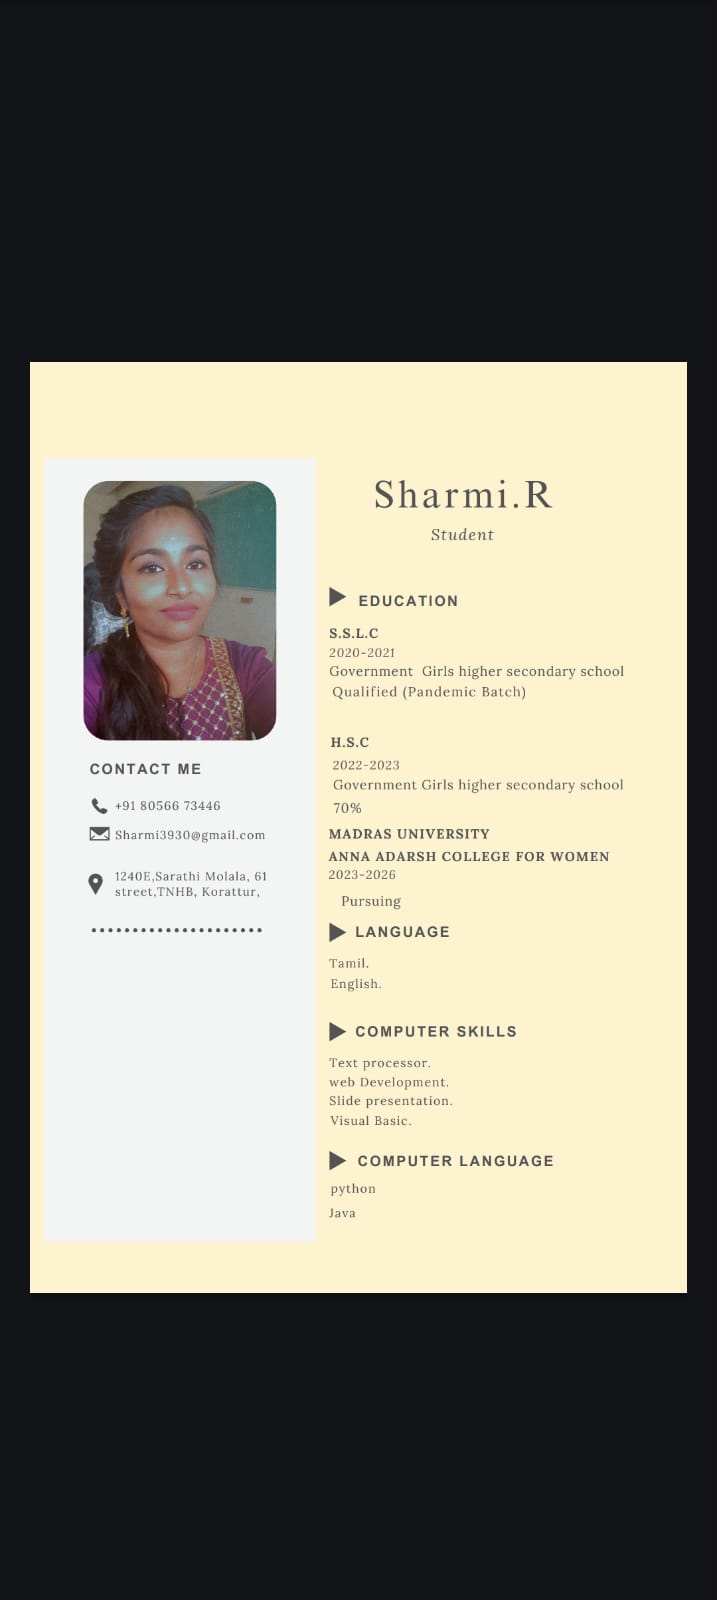 Sharmi.R
Student
CONTACT ME
+91 80566 73446
Sharmi3930@gmail.com
1240E,Sarathi Molala, 61
street,TNHB, Korattur,
EDUCATION
S.S.L.C
2020-2021
Government Girls higher secondary school
Qualified (Pandemic Batch)
H.S.C
2022-2023
Government Girls higher secondary school
70%
MADRAS UNIVERSITY
ANNA ADARSH COLLEGE FOR WOMEN
2023-2026
Pursuing
LANGUAGE
Tamil.
English.
COMPUTER SKILLS
Text processor.
web Development.
Slide presentation.
Visual Basic.
COMPUTER LANGUAGE
python
Java